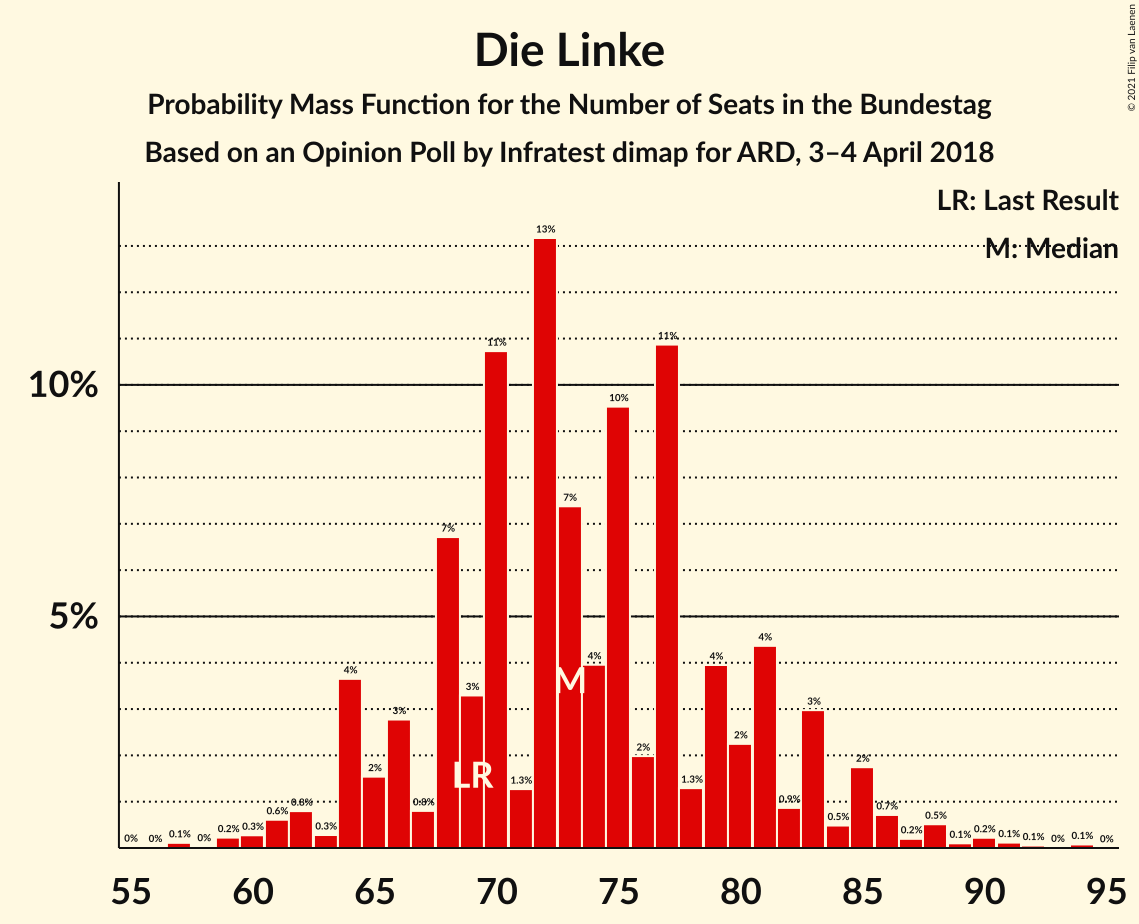 Die Linke
Probability Mass Function for the Number of Seats in the Bundestag
Based on an Opinion Poll by Infratest dimap for ARD, 3–4 April 2018
© 2021 Filip van Laenen
LR: Last Result
M: Median
10%
5%
0% 0% 0.1% 0% 0.2% 0.3% 0.6% 0.8% 0.3% 4% 2% 3% 0.8% 7% 3% 11% 1.3% 13% 7% 4% 10% 2% 11% 1.3% 4% 2% 4% 0.9% 3% 0.5% 2% 0.7% 0.2% 0.5% 0.1% 0.2% 0.1% 0.1% 0% 0.1% 0%
LR
M
55 60 65 70 75 80 85 90 95